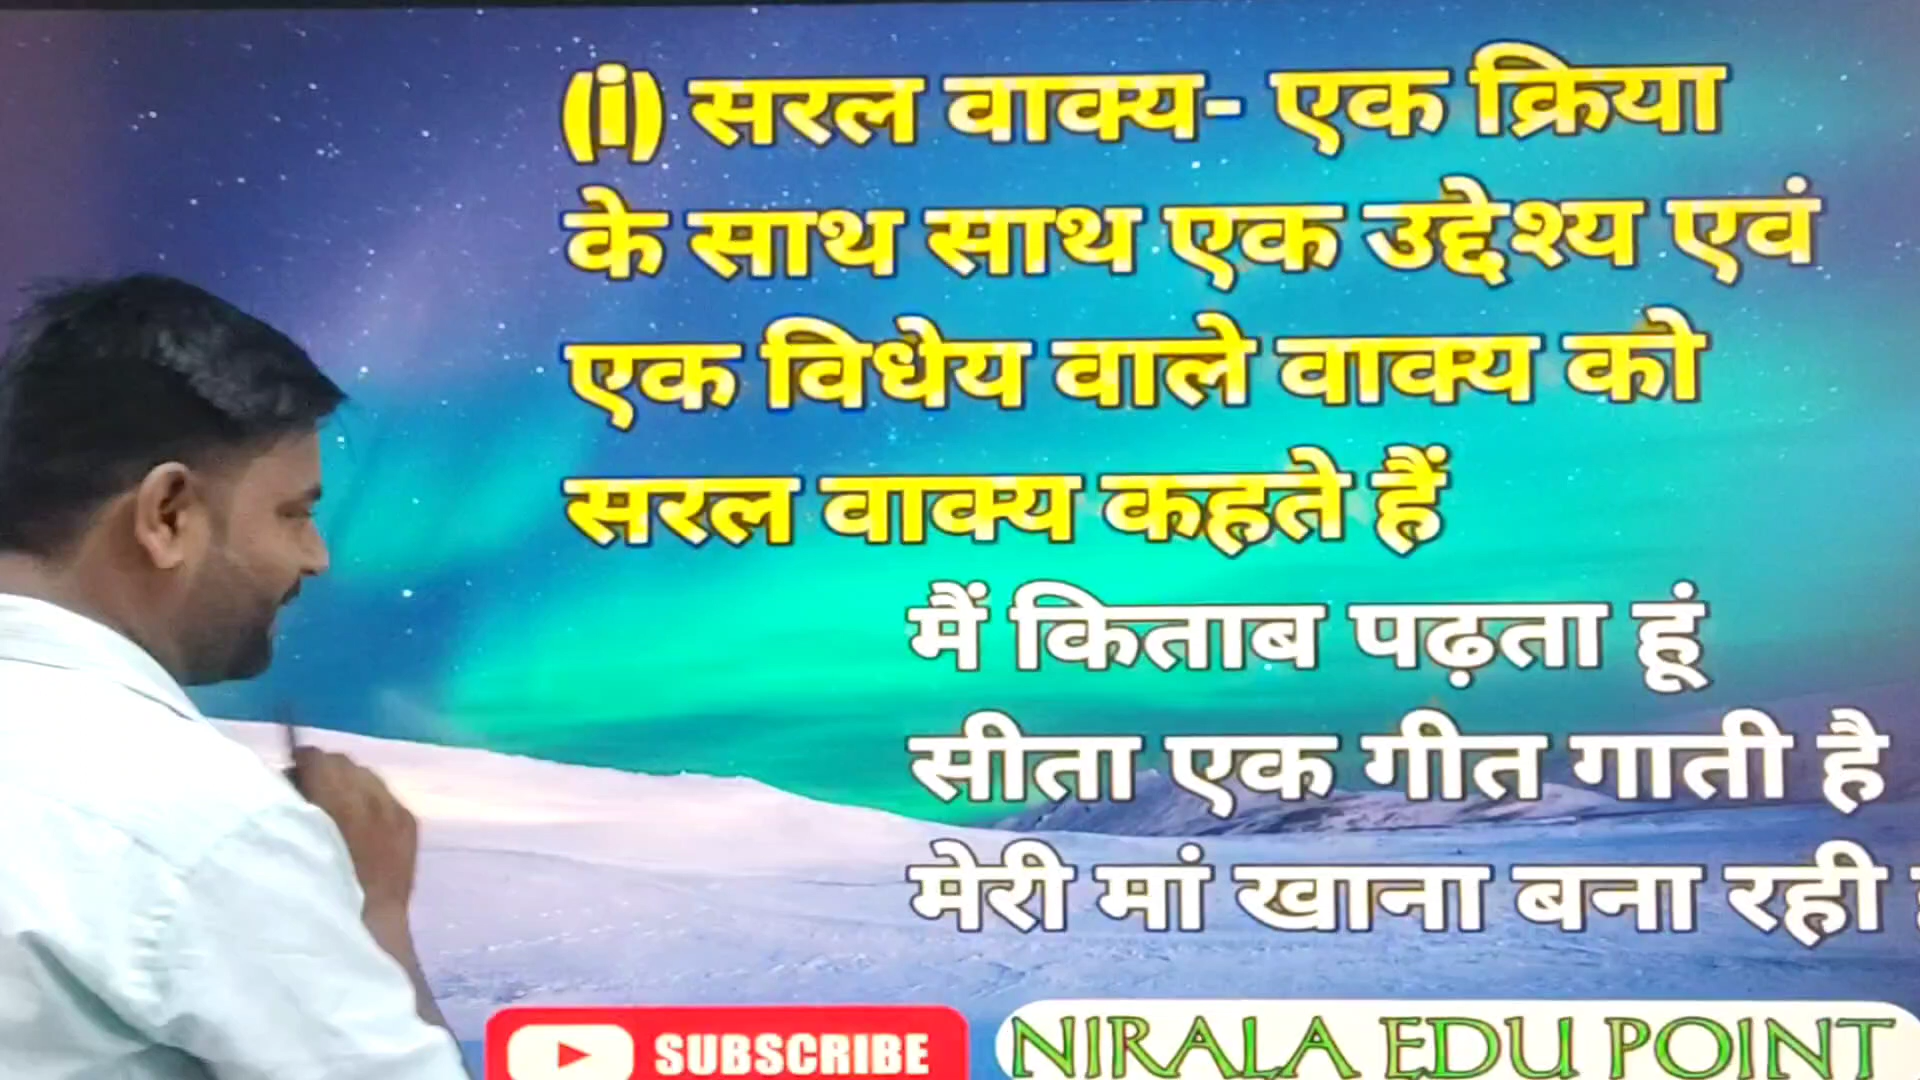 (i) सरल वाक्य- एक क्रिया
के साथ साथ एक उद्देश्य एवं
एक विधेय वाले वाक्य को
सरल वाक्य कहते हैं
मैं किताब पढ़ता हूं
सीता एक गीत गाती है
मेरी मां खाना बना रही
SUBSCRIBE
NIRALA EDU POINT